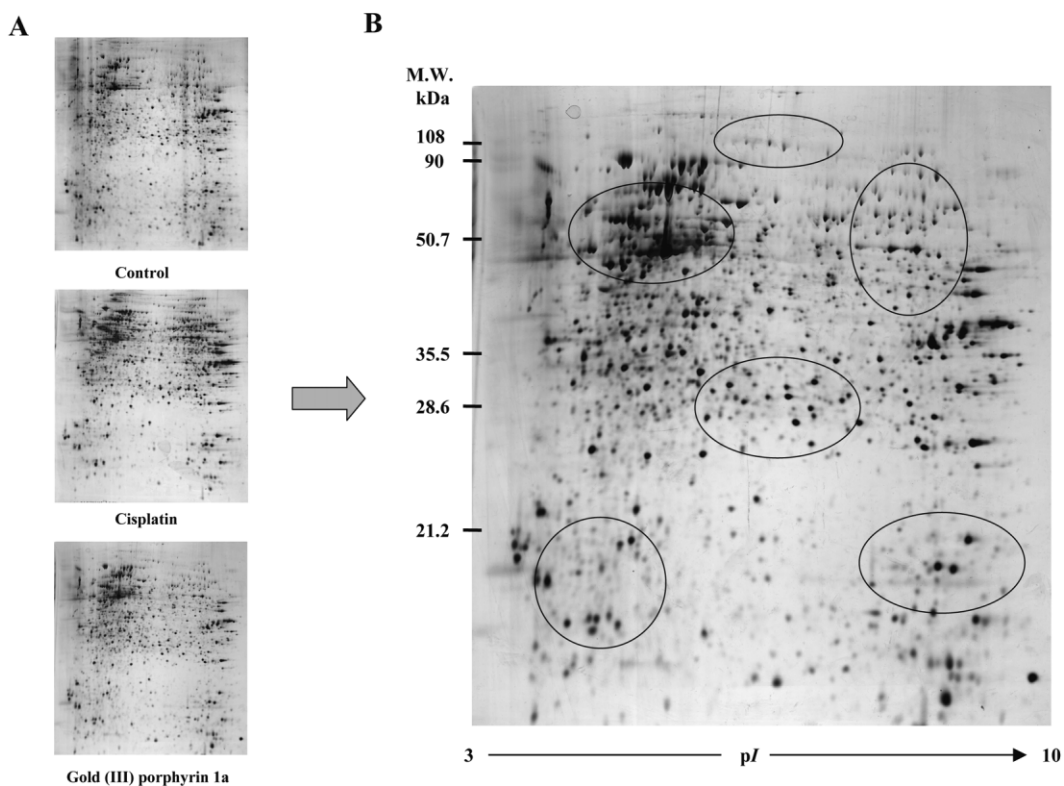 A
Control
Cisplatin
Gold (III) porphyrin 1a
B
M.W.
kDa
108
90
50.7
35.5
28.6
21.2
3 pI 10